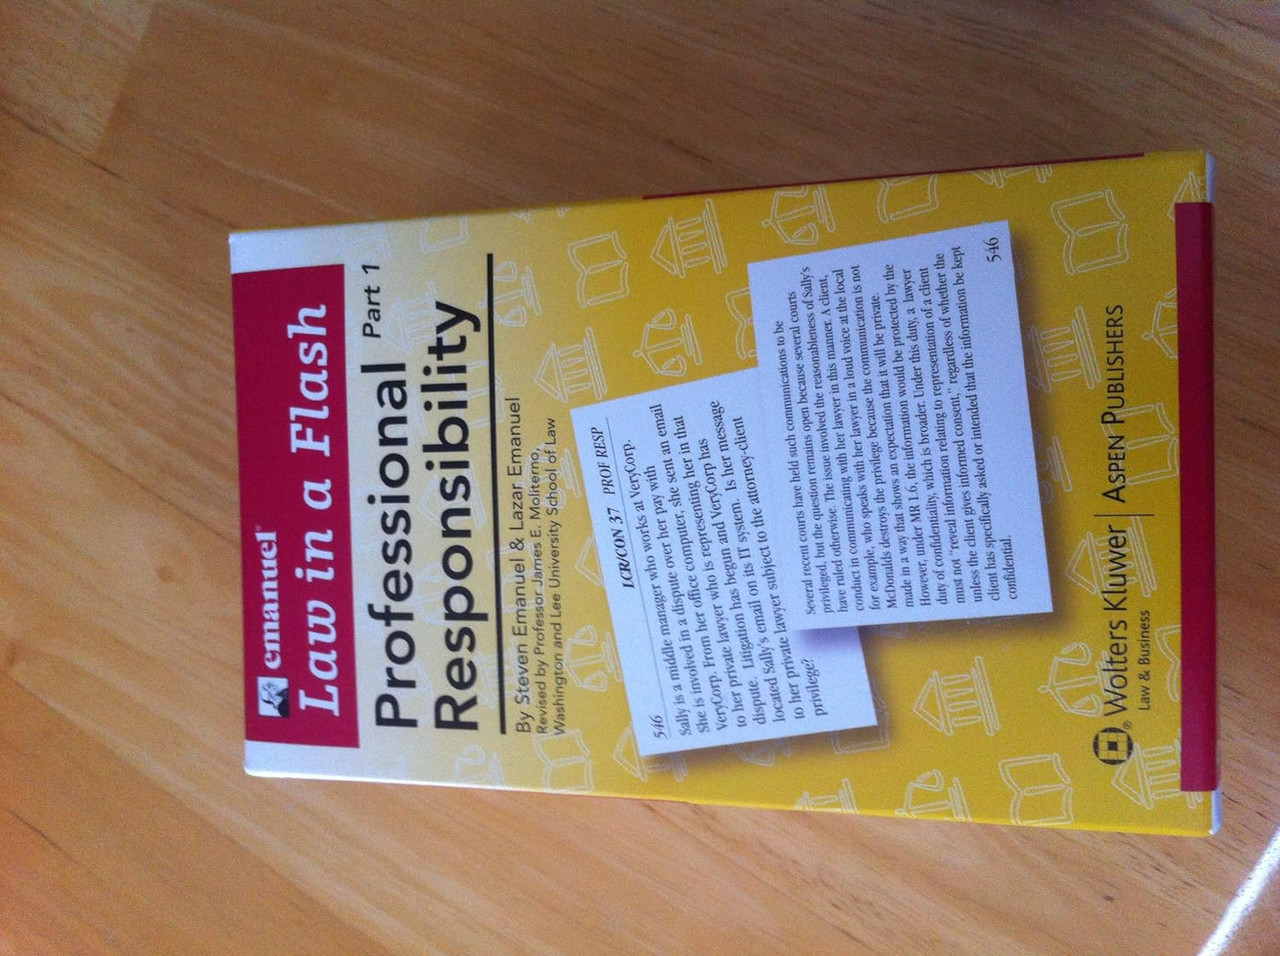 emanuel®
Law in a Flash
Professional Part 1
Responsibility
By Steven Emanuel & Lazar Emanuel
Revised by Professor James E. Moliterno,
Washington and Lee University School of Law
546 LCR/CON 37 PROF RESP
Sally is a middle manager who works at VeryCorp.
She is involved in a dispute over her pay with
VeryCorp. From her office computer, she sent an email
to her private lawyer who is representing her in that
dispute. Litigation has begun and VeryCorp has
located Sally's email on its IT system. Is her message
to her private lawyer subject to the attorney-client
privilege?
Several recent courts have held such communications to be
privileged, but the question remains open because several courts
have ruled otherwise. The issue involved the reasonableness of Sally's
conduct in communicating with her lawyer in this manner. A client,
for example, who speaks with her lawyer in a loud voice at the local
McDonalds destroys the privilege because the communication is not
made in a way that shows an expectation that it will be private.
However, under MR 1.6, the information would be protected by the
duty of confidentiality, which is broader. Under this duty, a lawyer
must not "reveal information relating to representation of a client
unless the client gives informed consent," regardless of whether the
client has specifically asked or intended that the information be kept
confidential.
546
® Wolters Kluwer | ASPEN PUBLISHERS
Law & Business